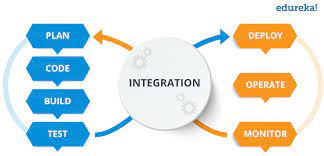 edureka!
PLAN
CODE
BUILD
TEST
INTEGRATION
DEPLOY
OPERATE
MONITOR